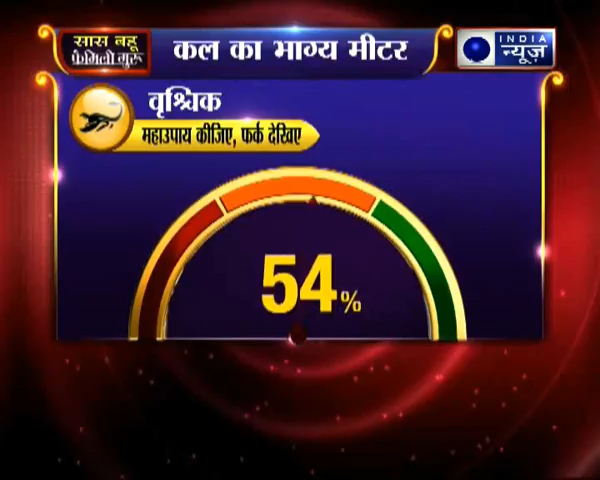 सास बहू
फेमिली गुरू
कल का भाग्य मीटर
INDIA
न्यूज़
वृश्चिक
महाउपाय कीजिए, फर्क देखिए
54%